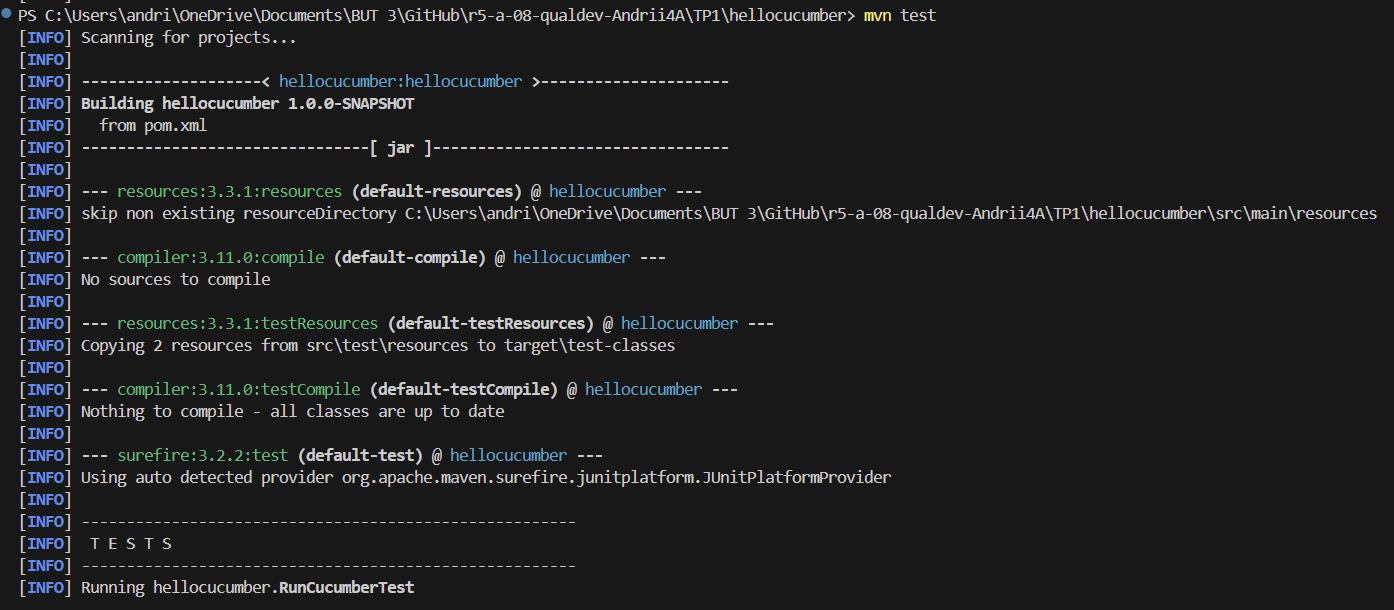 PS C:\Users\andri\OneDrive\Documents\BUT 3\GitHub\r5-a-08-qualdev-Andrii4A\TP1\hellocucumber> mvn test
[INFO] Scanning for projects...
[INFO]
[INFO] --------------------< hellocucumber:hellocucumber >---------------------
[INFO] Building hellocucumber 1.0.0-SNAPSHOT
[INFO]   from pom.xml
[INFO] --------------------------------[ jar ]---------------------------------
[INFO]
[INFO] --- resources:3.3.1:resources (default-resources) @ hellocucumber ---
[INFO] skip non existing resourceDirectory C:\Users\andri\OneDrive\Documents\BUT 3\GitHub\r5-a-08-qualdev-Andrii4A\TP1\hellocucumber\src\main\resources
[INFO]
[INFO] --- compiler:3.11.0:compile (default-compile) @ hellocucumber ---
[INFO] No sources to compile
[INFO]
[INFO] --- resources:3.3.1:testResources (default-testResources) @ hellocucumber ---
[INFO] Copying 2 resources from src\test\resources to target\test-classes
[INFO]
[INFO] --- compiler:3.11.0:testCompile (default-testCompile) @ hellocucumber ---
[INFO] Nothing to compile - all classes are up to date
[INFO]
[INFO] --- surefire:3.2.2:test (default-test) @ hellocucumber ---
[INFO] Using auto detected provider org.apache.maven.surefire.junitplatform.JUnitPlatformProvider
[INFO]
[INFO] -------------------------------------------------------
[INFO]  T E S T S
[INFO] -------------------------------------------------------
[INFO] Running hellocucumber.RunCucumberTest